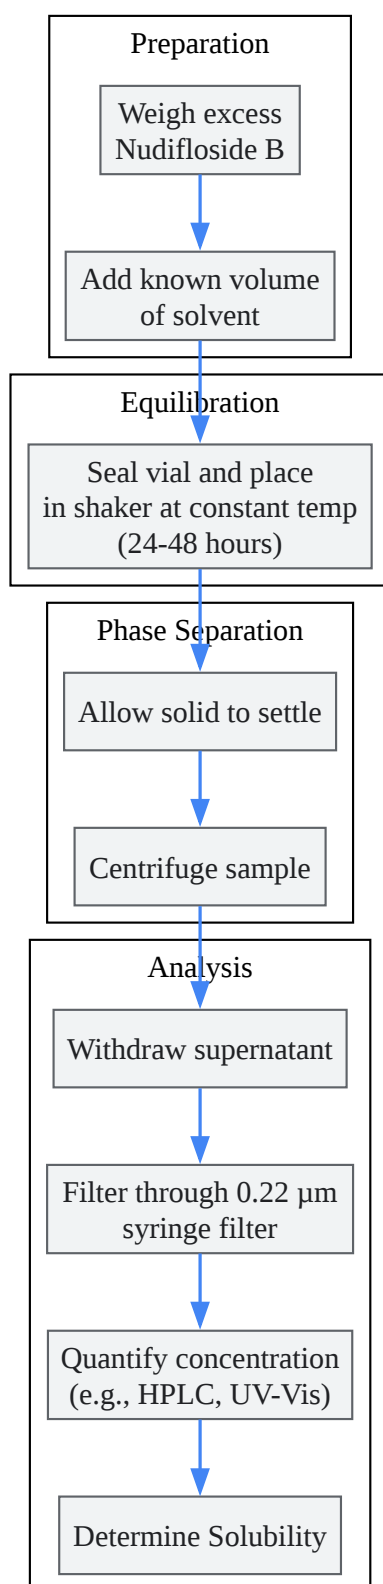 Preparation
Weigh excess
Nudifloside B
Add known volume
of solvent
Equilibration
Seal vial and place
in shaker at constant temp
(24-48 hours)
Phase Separation
Allow solid to settle
Centrifuge sample
Analysis
Withdraw supernatant
Filter through 0.22 µm
syringe filter
Quantify concentration
(e.g., HPLC, UV-Vis)
Determine Solubility